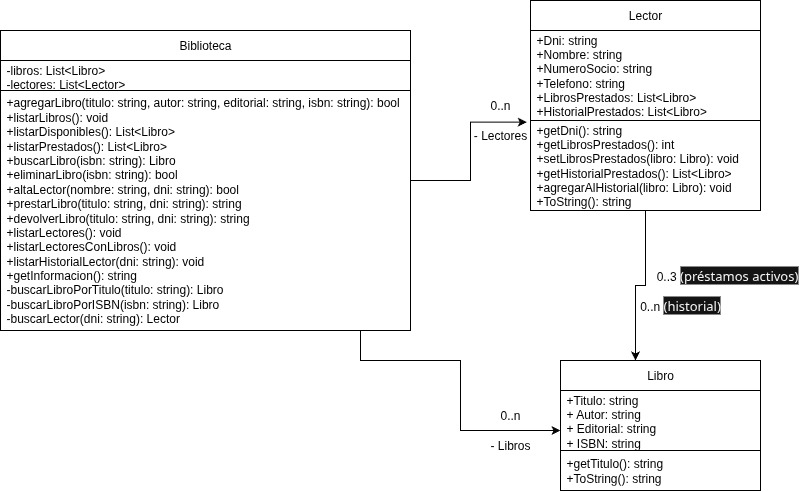 Biblioteca
-libros: List<Libro>
-lectores: List<Lector>
+agregarLibro(titulo: string, autor: string, editorial: string, isbn: string): bool
+listarLibros(): void
+listarDisponibles(): List<Libro>
+listarPrestados(): List<Libro>
+buscarLibro(isbn: string): Libro
+eliminarLibro(isbn: string): bool
+altaLector(nombre: string, dni: string): bool
+prestarLibro(titulo: string, dni: string): string
+devolverLibro(titulo: string, dni: string): string
+listarLectores(): void
+listarLectoresConLibros(): void
+listarHistorialLector(dni: string): void
+getInformacion(): string
-buscarLibroPorTitulo(titulo: string): Libro
-buscarLibroPorISBN(isbn: string): Libro
-buscarLector(dni: string): Lector
0..n
- Lectores
Lector
+Dni: string
+Nombre: string
+NumeroSocio: string
+Telefono: string
+LibrosPrestados: List<Libro>
+HistorialPrestados: List<Libro>
+getDni(): string
+getLibrosPrestados(): int
+setLibrosPrestados(libro: Libro): void
+getHistorialPrestados(): List<Libro>
+agregarAlHistorial(libro: Libro): void
+ToString(): string
0..3 (préstamos activos)
0..n (historial)
0..n
- Libros
Libro
+Titulo: string
+ Autor: string
+ Editorial: string
+ ISBN: string
+getTitulo(): string
+ToString(): string